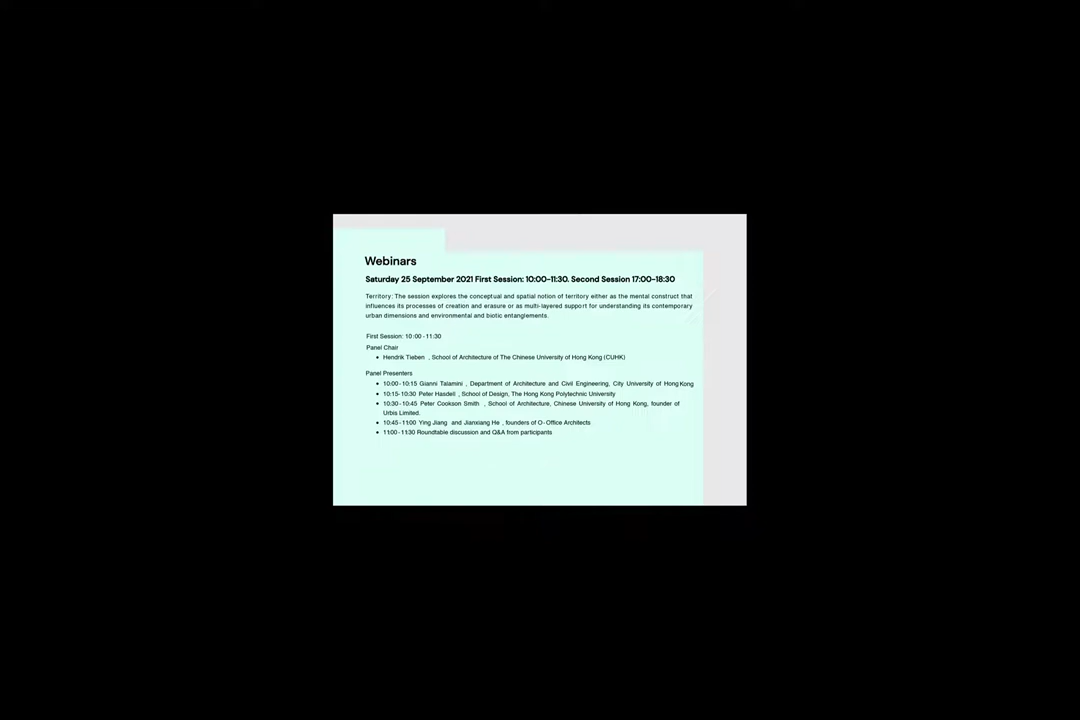 Webinars
Saturday 25 September 2021 First Session: 10:00–11:30. Second Session 17:00–18:30
Territory: The session explores the conceptual and spatial notion of territory either as the mental construct that
influences its processes of creation and erasure or as multi-layered support for understanding its contemporary
urban dimensions and environmental and biotic entanglements.
First Session: 10:00 - 11:30
Panel Chair
• Hendrik Tieben , School of Architecture of The Chinese University of Hong Kong (CUHK)
Panel Presenters
• 10:00 - 10:15 Gianni Talamini , Department of Architecture and Civil Engineering, City University of Hong Kong
• 10:15- 10:30 Peter Hasdell , School of Design, The Hong Kong Polytechnic University
• 10:30 - 10:45 Peter Cookson Smith , School of Architecture, Chinese University of Hong Kong, founder of
Urbis Limited.
• 10:45 - 11:00 Ying Jiang and Jianxiang He , founders of O- Office Architects
• 11:00 - 11:30 Roundtable discussion and Q&A from participants